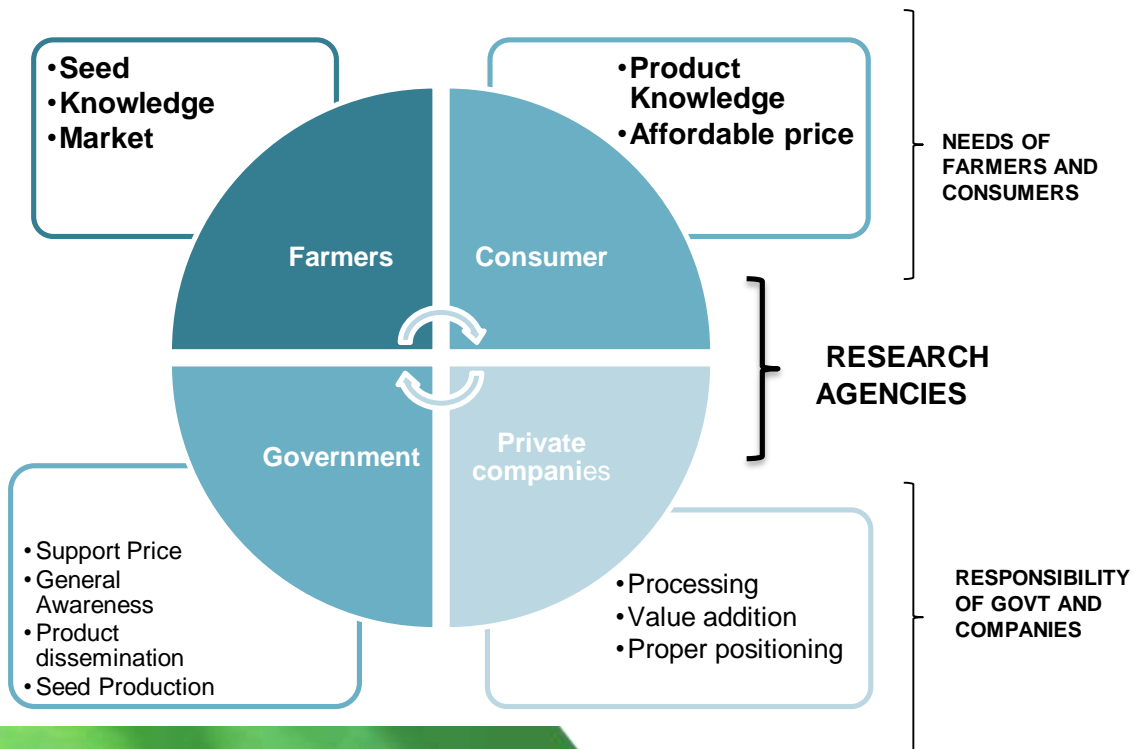 •Seed
•Knowledge
•Market
•Product
Knowledge
•Affordable price
NEEDS OF
FARMERS AND
CONSUMERS
Farmers
Consumer
RESEARCH
AGENCIES
Government
Private
companies
•Support Price
•General
Awareness
•Product
dissemination
•Seed Production
•Processing
•Value addition
•Proper positioning
RESPONSIBILITY
OF GOVT AND
COMPANIES